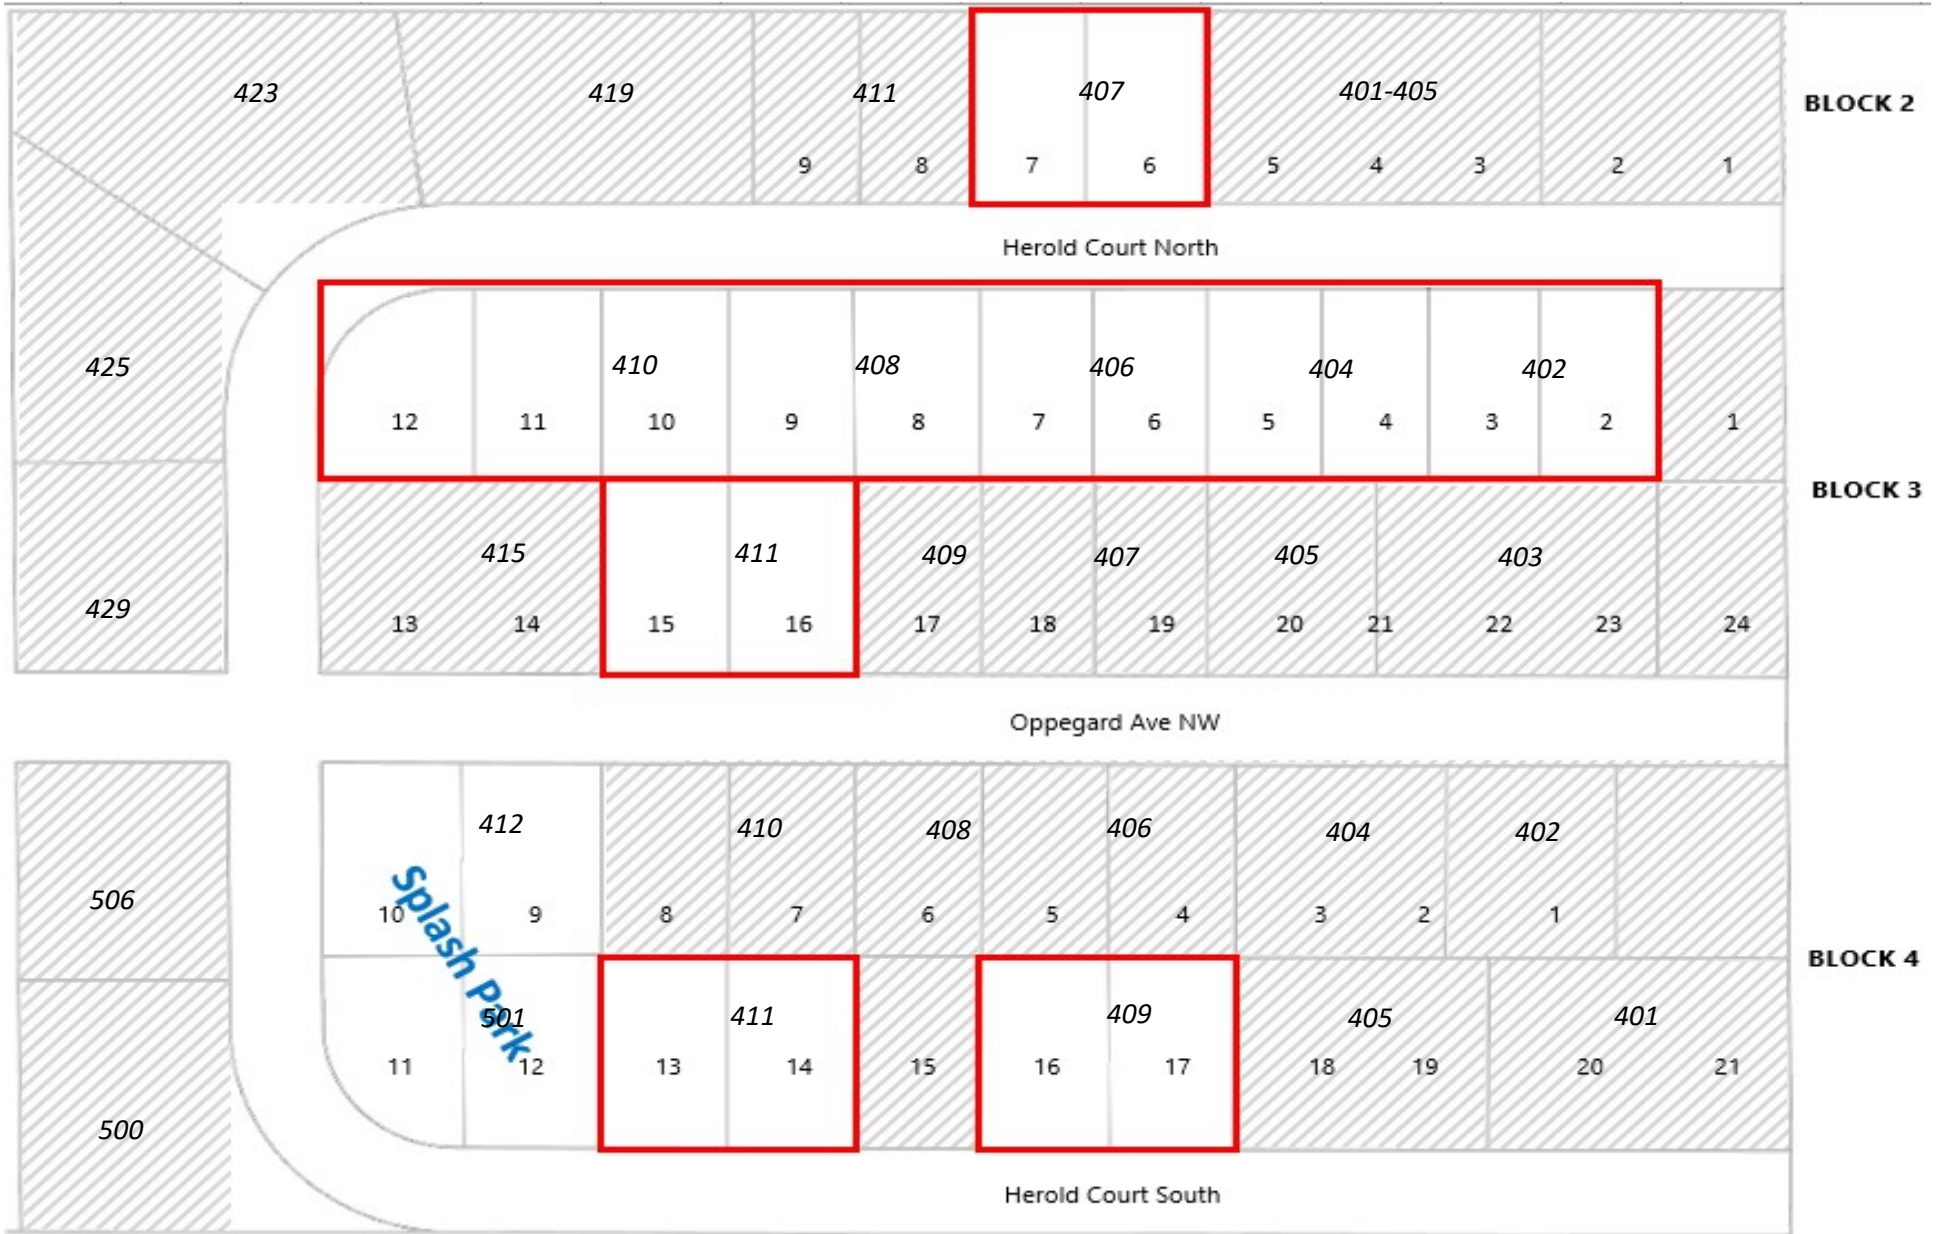 423 419 411 407 401-405 BLOCK 2
9 8 7 6 5 4 3 2 1
Herold Court North
425 410 408 406 404 402
12 11 10 9 8 7 6 5 4 3 2 1
BLOCK 3
429 415 411 409 407 405 403
13 14 15 16 17 18 19 20 21 22 23 24
Oppegard Ave NW
412 410 408 406 404 402
506 10 9 8 7 6 5 4 3 2 1
Splash Park
BLOCK 4
501 411 409 405 401
11 12 13 14 15 16 17 18 19 20 21
500
Herold Court South